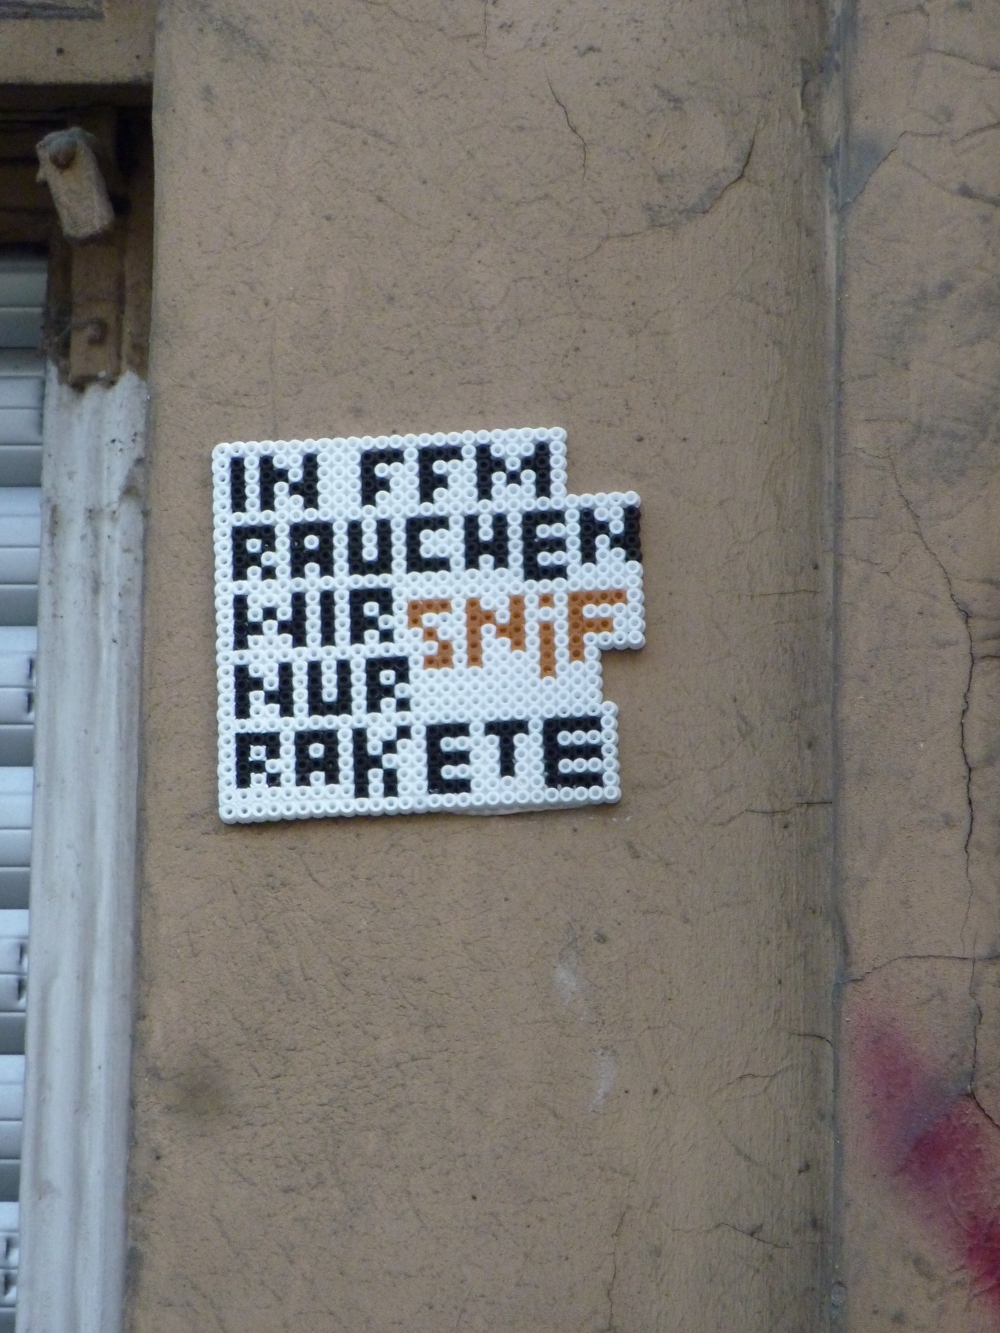 IN FFM
RAUCHEN
WIR SNiF
NUR
RAKETE